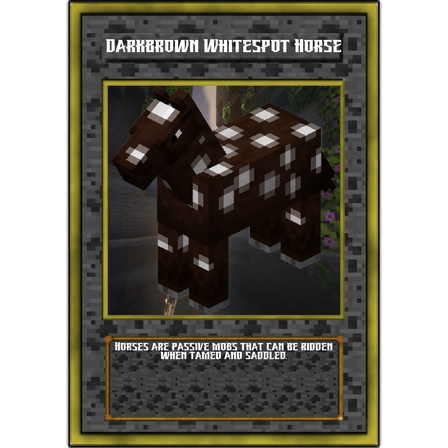 Darkbrown Whitespot Horse
Horses are passive mobs that can be ridden
when tamed and saddled.